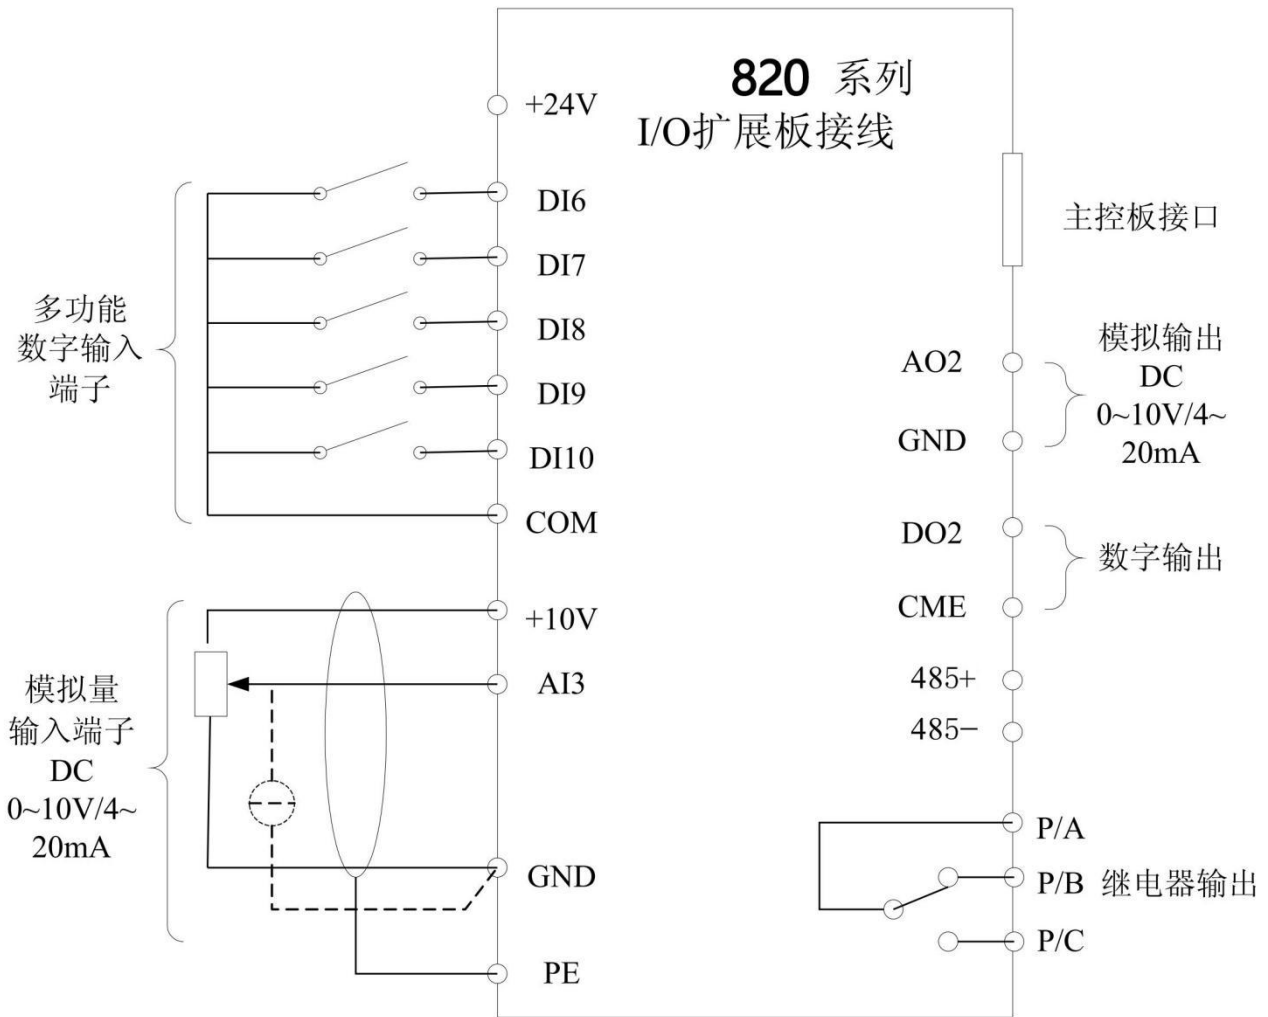 820 系列
I/O扩展板接线
+24V
DI6
DI7
DI8
DI9
DI10
COM
多功能
数字输入
端子
+10V
AI3
GND
PE
模拟量
输入端子
DC
0~10V/4~
20mA
主控板接口
AO2
GND
模拟输出
DC
0~10V/4~
20mA
DO2
CME
数字输出
485+
485−
P/A
P/B 继电器输出
P/C